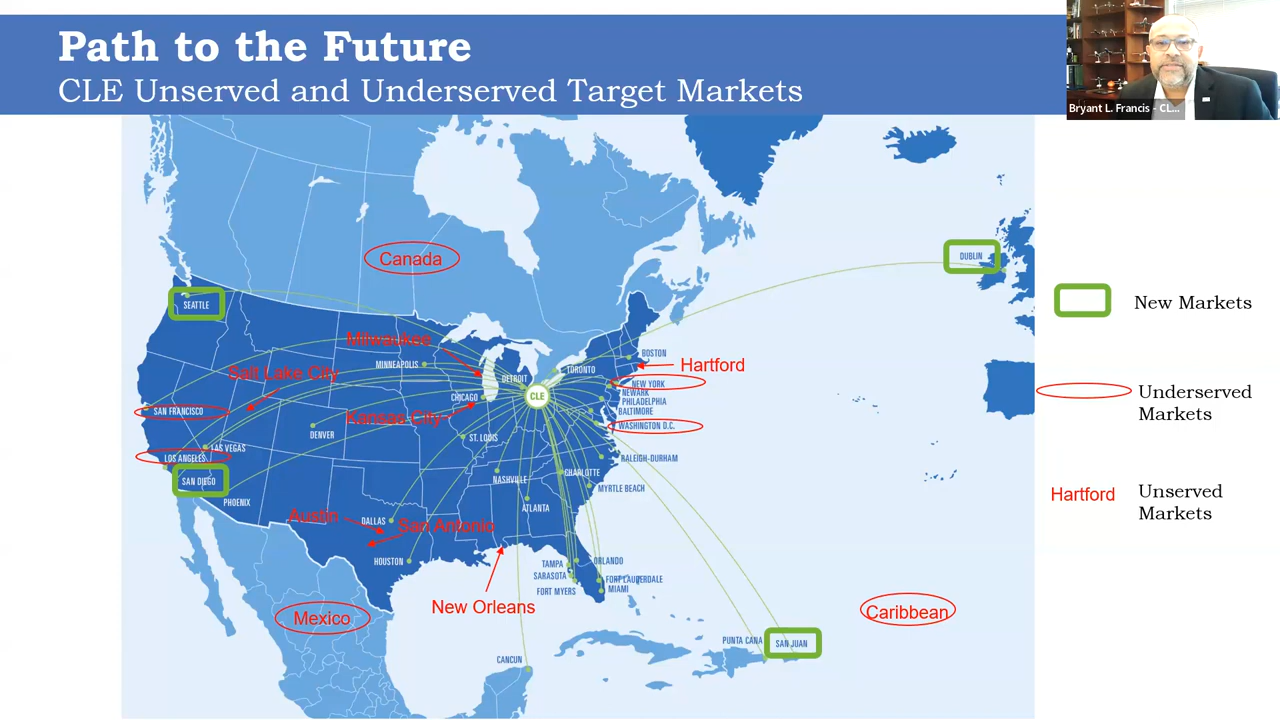 Path to the Future
CLE Unserved and Underserved Target Markets
Bryant L. Francis - CL...
Canada
DUBLIN
SEATTLE
New Markets
Milwaukee
BOSTON
MINNEAPOLIS
TORONTO
Hartford
Salt Lake City
DETROIT
NEW YORK
NEWARK
CHICAGO
CLE
PHILADELPHIA
Underserved
Markets
SAN FRANCISCO
Kansas City
BALTIMORE
WASHINGTON D.C.
DENVER
ST. LOUIS
LAS VEGAS
LOS ANGELES
RALEIGH-DURHAM
SAN DIEGO
NASHVILLE
CHARLOTTE
MYRTLE BEACH
Hartford
Unserved
Markets
PHOENIX
ATLANTA
Austin
DALLAS
San Antonio
HOUSTON
TAMPA
ORLANDO
SARASOTA
FORT LAUDERDALE
FORT MYERS
MIAMI
New Orleans
Caribbean
Mexico
PUNTA CANA
SAN JUAN
CANCUN